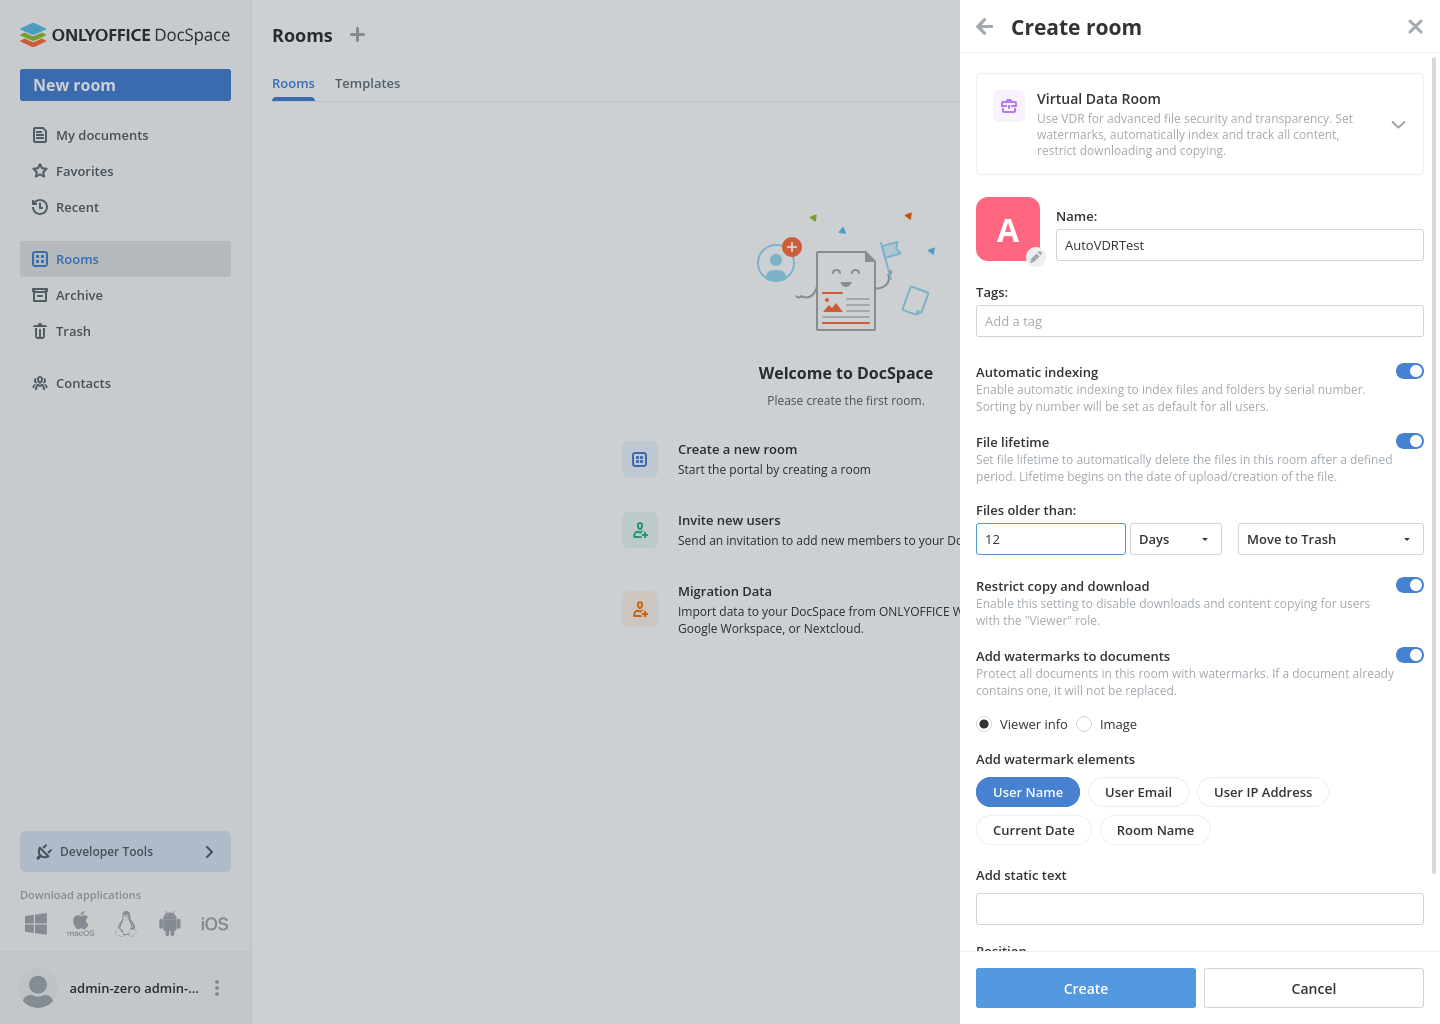 ONLYOFFICE DocSpace
New room
My documents
Favorites
Recent
Rooms
Archive
Trash
Contacts
Developer Tools
Download applications
macOS
iOS
admin-zero admin-...
Rooms
Rooms
Templates
Welcome to DocSpace
Please create the first room.
Create a new room
Start the portal by creating a room
Invite new users
Send an invitation to add new members to your Do
Migration Data
Import data to your DocSpace from ONLYOFFICE W
Google Workspace, or Nextcloud.
Create room
Virtual Data Room
Use VDR for advanced file security and transparency. Set
watermarks, automatically index and track all content,
restrict downloading and copying.
A
Name:
AutoVDRTest
Tags:
Add a tag
Automatic indexing
Enable automatic indexing to index files and folders by serial number.
Sorting by number will be set as default for all users.
File lifetime
Set file lifetime to automatically delete the files in this room after a defined
period. Lifetime begins on the date of upload/creation of the file.
Files older than:
12
Days
Move to Trash
Restrict copy and download
Enable this setting to disable downloads and content copying for users
with the "Viewer" role.
Add watermarks to documents
Protect all documents in this room with watermarks. If a document already
contains one, it will not be replaced.
Viewer info
Image
Add watermark elements
User Name
User Email
User IP Address
Current Date
Room Name
Add static text
Position
Create
Cancel